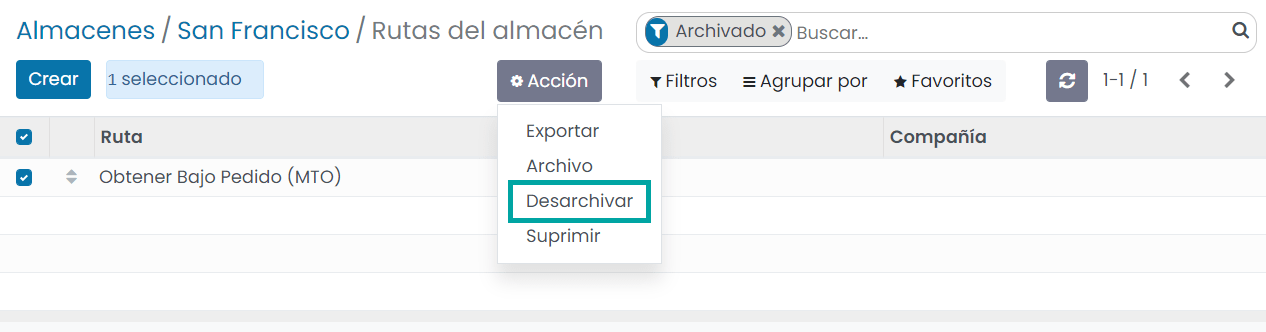 Almacenes / San Francisco / Rutas del almacén
Archivado ✖ Buscar...
Crear
1 seleccionado
Acción
Filtros
Agrupar por
Favoritos
1-1 / 1
Ruta
Compañía
Exportar
Archivo
Desarchivar
Suprimir
Obtener Bajo Pedido (MTO)